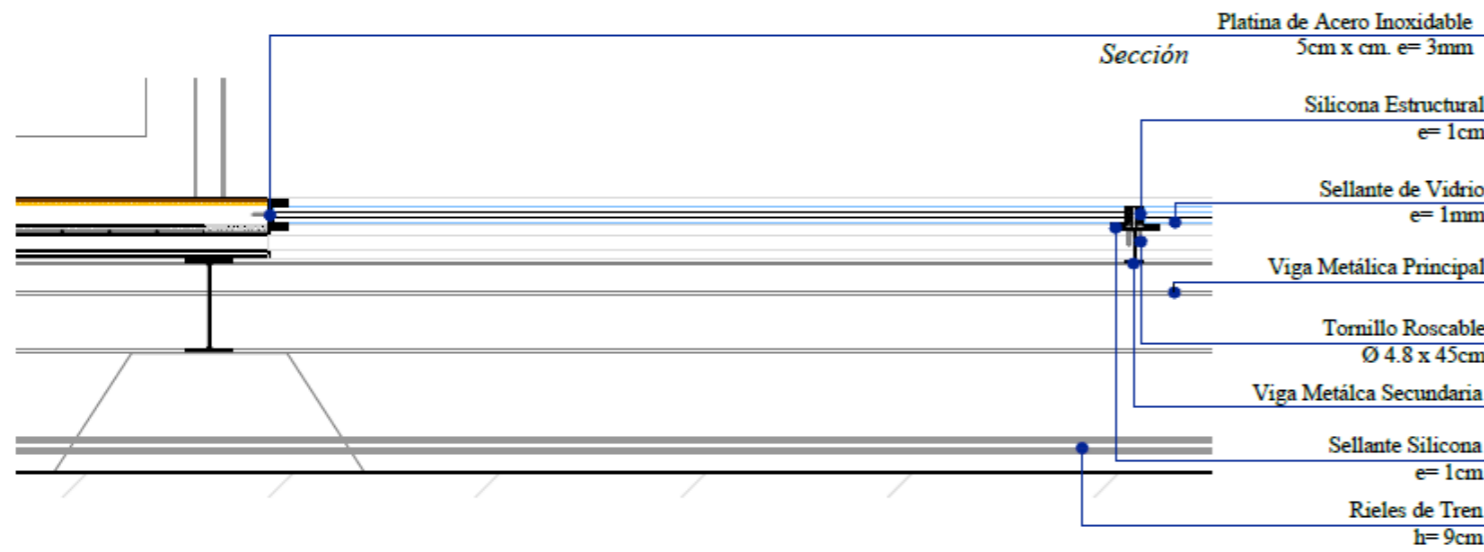 Platina de Acero Inoxidable
5cm x cm. e= 3mm
Sección
Silicona Estructural
e= 1cm
Sellante de Vidrio
e= 1mm
Viga Metálica Principal
Tornillo Roscable
Ø 4.8 x 45cm
Viga Metálca Secundaria
Sellante Silicona
e= 1cm
Rieles de Tren
h= 9cm